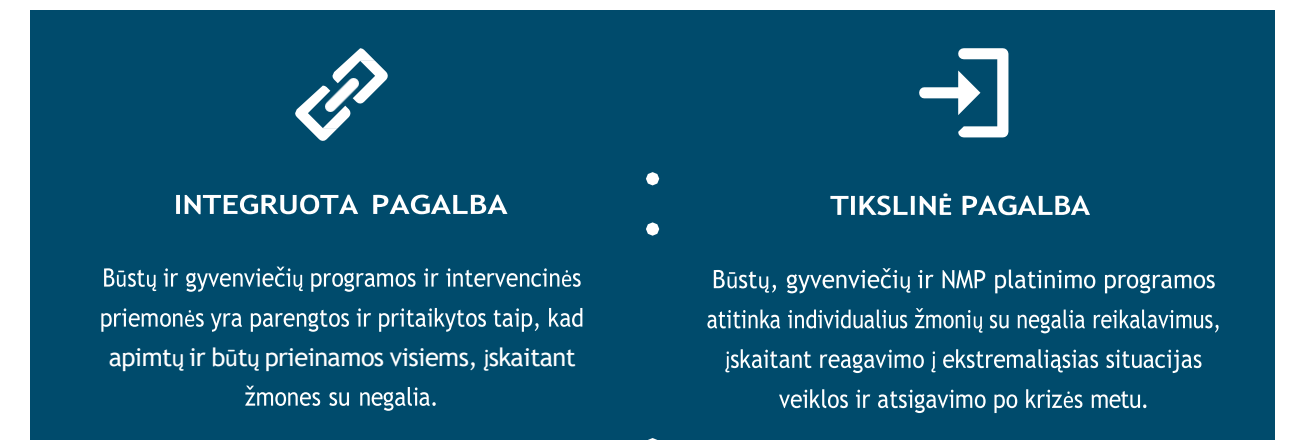 INTEGRUOTA PAGALBA
Būstų ir gyvenviečių programos ir intervencinės
priemonės yra parengtos ir pritaikytos taip, kad
apimtų ir būtų prieinamos visiems, įskaitant
žmones su negalia.
TIKSLINĖ PAGALBA
Būstų, gyvenviečių ir NMP platinimo programos
atitinka individualius žmonių su negalia reikalavimus,
įskaitant reagavimo į ekstremaliąsias situacijas
veiklos ir atsigavimo po krizės metu.